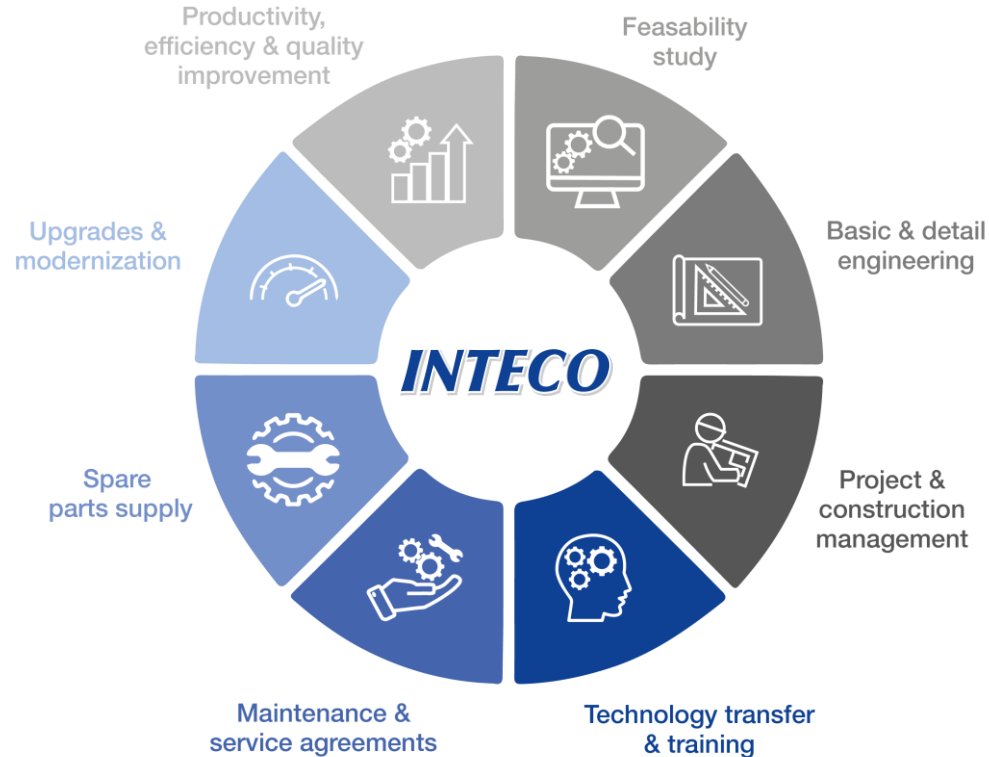 Productivity,
efficiency & quality
improvement
Feasability
study
Upgrades &
modernization
Basic & detail
engineering
INTECO
Spare
parts supply
Project &
construction
management
Maintenance &
service agreements
Technology transfer
& training